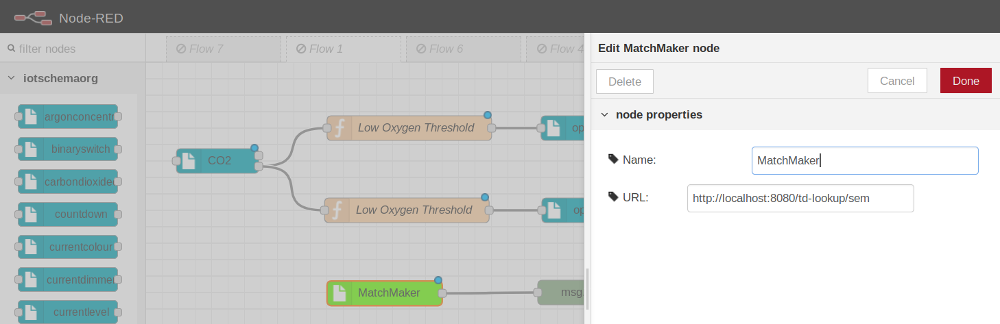 Node-RED
filter nodes
Flow 7
Flow 1
Flow 6
Flow 4
iotschemaorg
argonconcentr
binaryswitch
carbondioxide
countdown
currentcolour
currentdimme
currentlevel
CO2
Low Oxygen Threshold
op
Low Oxygen Threshold
op
MatchMaker
msg
Edit MatchMaker node
Delete
Cancel
Done
node properties
Name:
MatchMaker
URL:
http://localhost:8080/td-lookup/sem